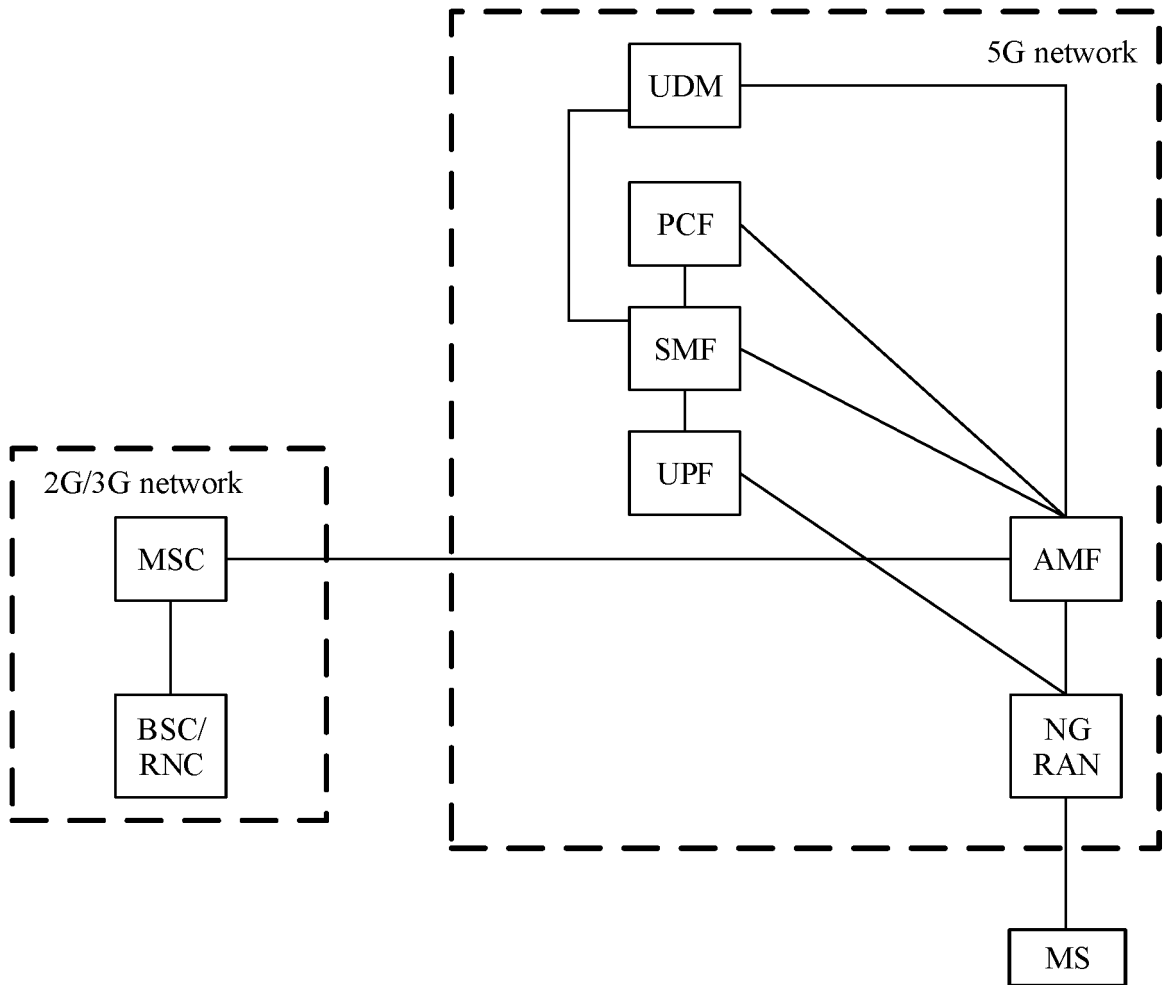 5G network
UDM
PCF
SMF
UPF
2G/3G network
MSC
AMF
BSC/
RNC
NG
RAN
MS